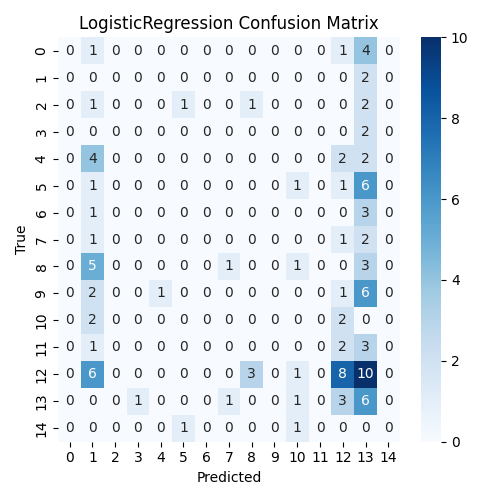 LogisticRegression Confusion Matrix
0 0 1 0 0 0 0 0 0 0 0 0 1 4 0
1 0 0 0 0 0 0 0 0 0 0 0 0 0 2 0
2 0 1 0 0 0 1 0 0 1 0 0 0 0 2 0
3 0 0 0 0 0 0 0 0 0 0 0 0 0 2 0
4 0 4 0 0 0 0 0 0 0 0 0 0 2 2 0
5 0 1 0 0 0 0 0 0 0 0 1 0 1 6 0
6 0 1 0 0 0 0 0 0 0 0 0 0 0 3 0
7 0 1 0 0 0 0 0 0 0 0 0 0 1 2 0
8 0 5 0 0 0 0 0 1 0 0 1 0 0 3 0
9 0 2 0 0 1 0 0 0 0 0 0 0 1 6 0
10 0 2 0 0 0 0 0 0 0 0 0 0 2 0 0
11 0 1 0 0 0 0 0 0 0 0 0 0 2 3 0
12 0 6 0 0 0 0 0 0 3 0 1 0 8 10 0
13 0 0 0 1 0 0 0 1 0 0 1 0 3 6 0
14 0 0 0 0 0 1 0 0 0 0 1 0 0 0 0
0 1 2 3 4 5 6 7 8 9 10 11 12 13 14
Predicted
True
10
8
6
4
2
0